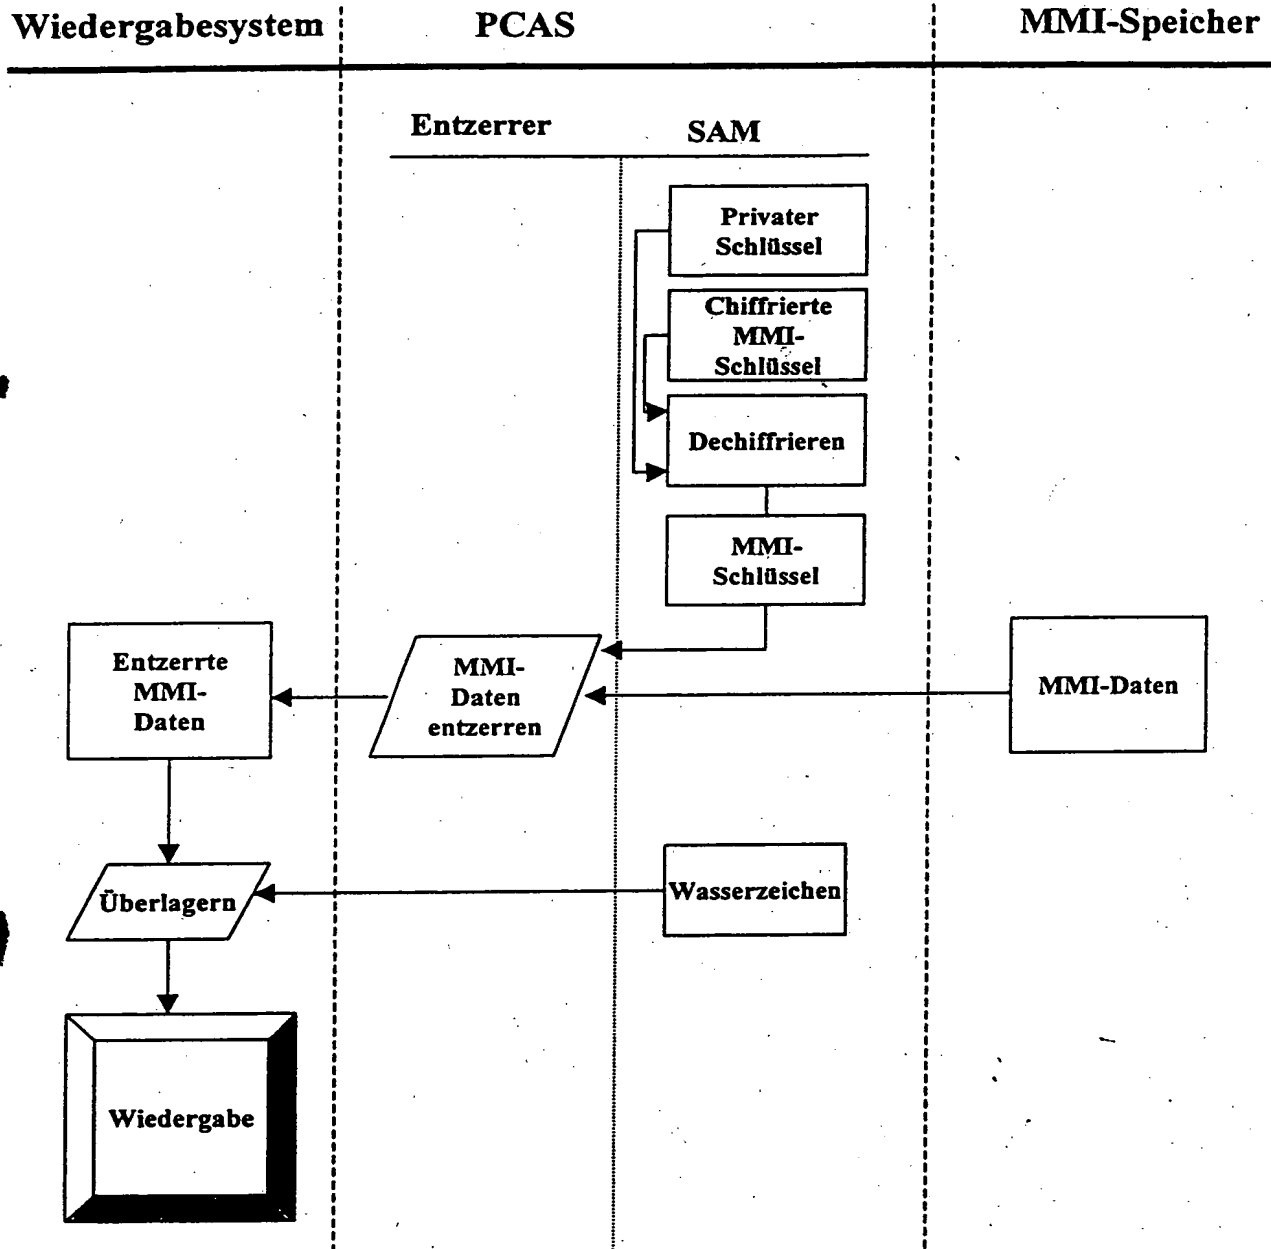 Wiedergabesystem
PCAS
MMI-Speicher
Entzerrer
SAM
Privater
Schlüssel
Chiffrierte
MMI-
Schlüssel
Dechiffrieren
MMI-
Schlüssel
Entzerrte
MMI-
Daten
MMI-
Daten
entzerren
MMI-Daten
Überlagern
Wasserzeichen
Wiedergabe